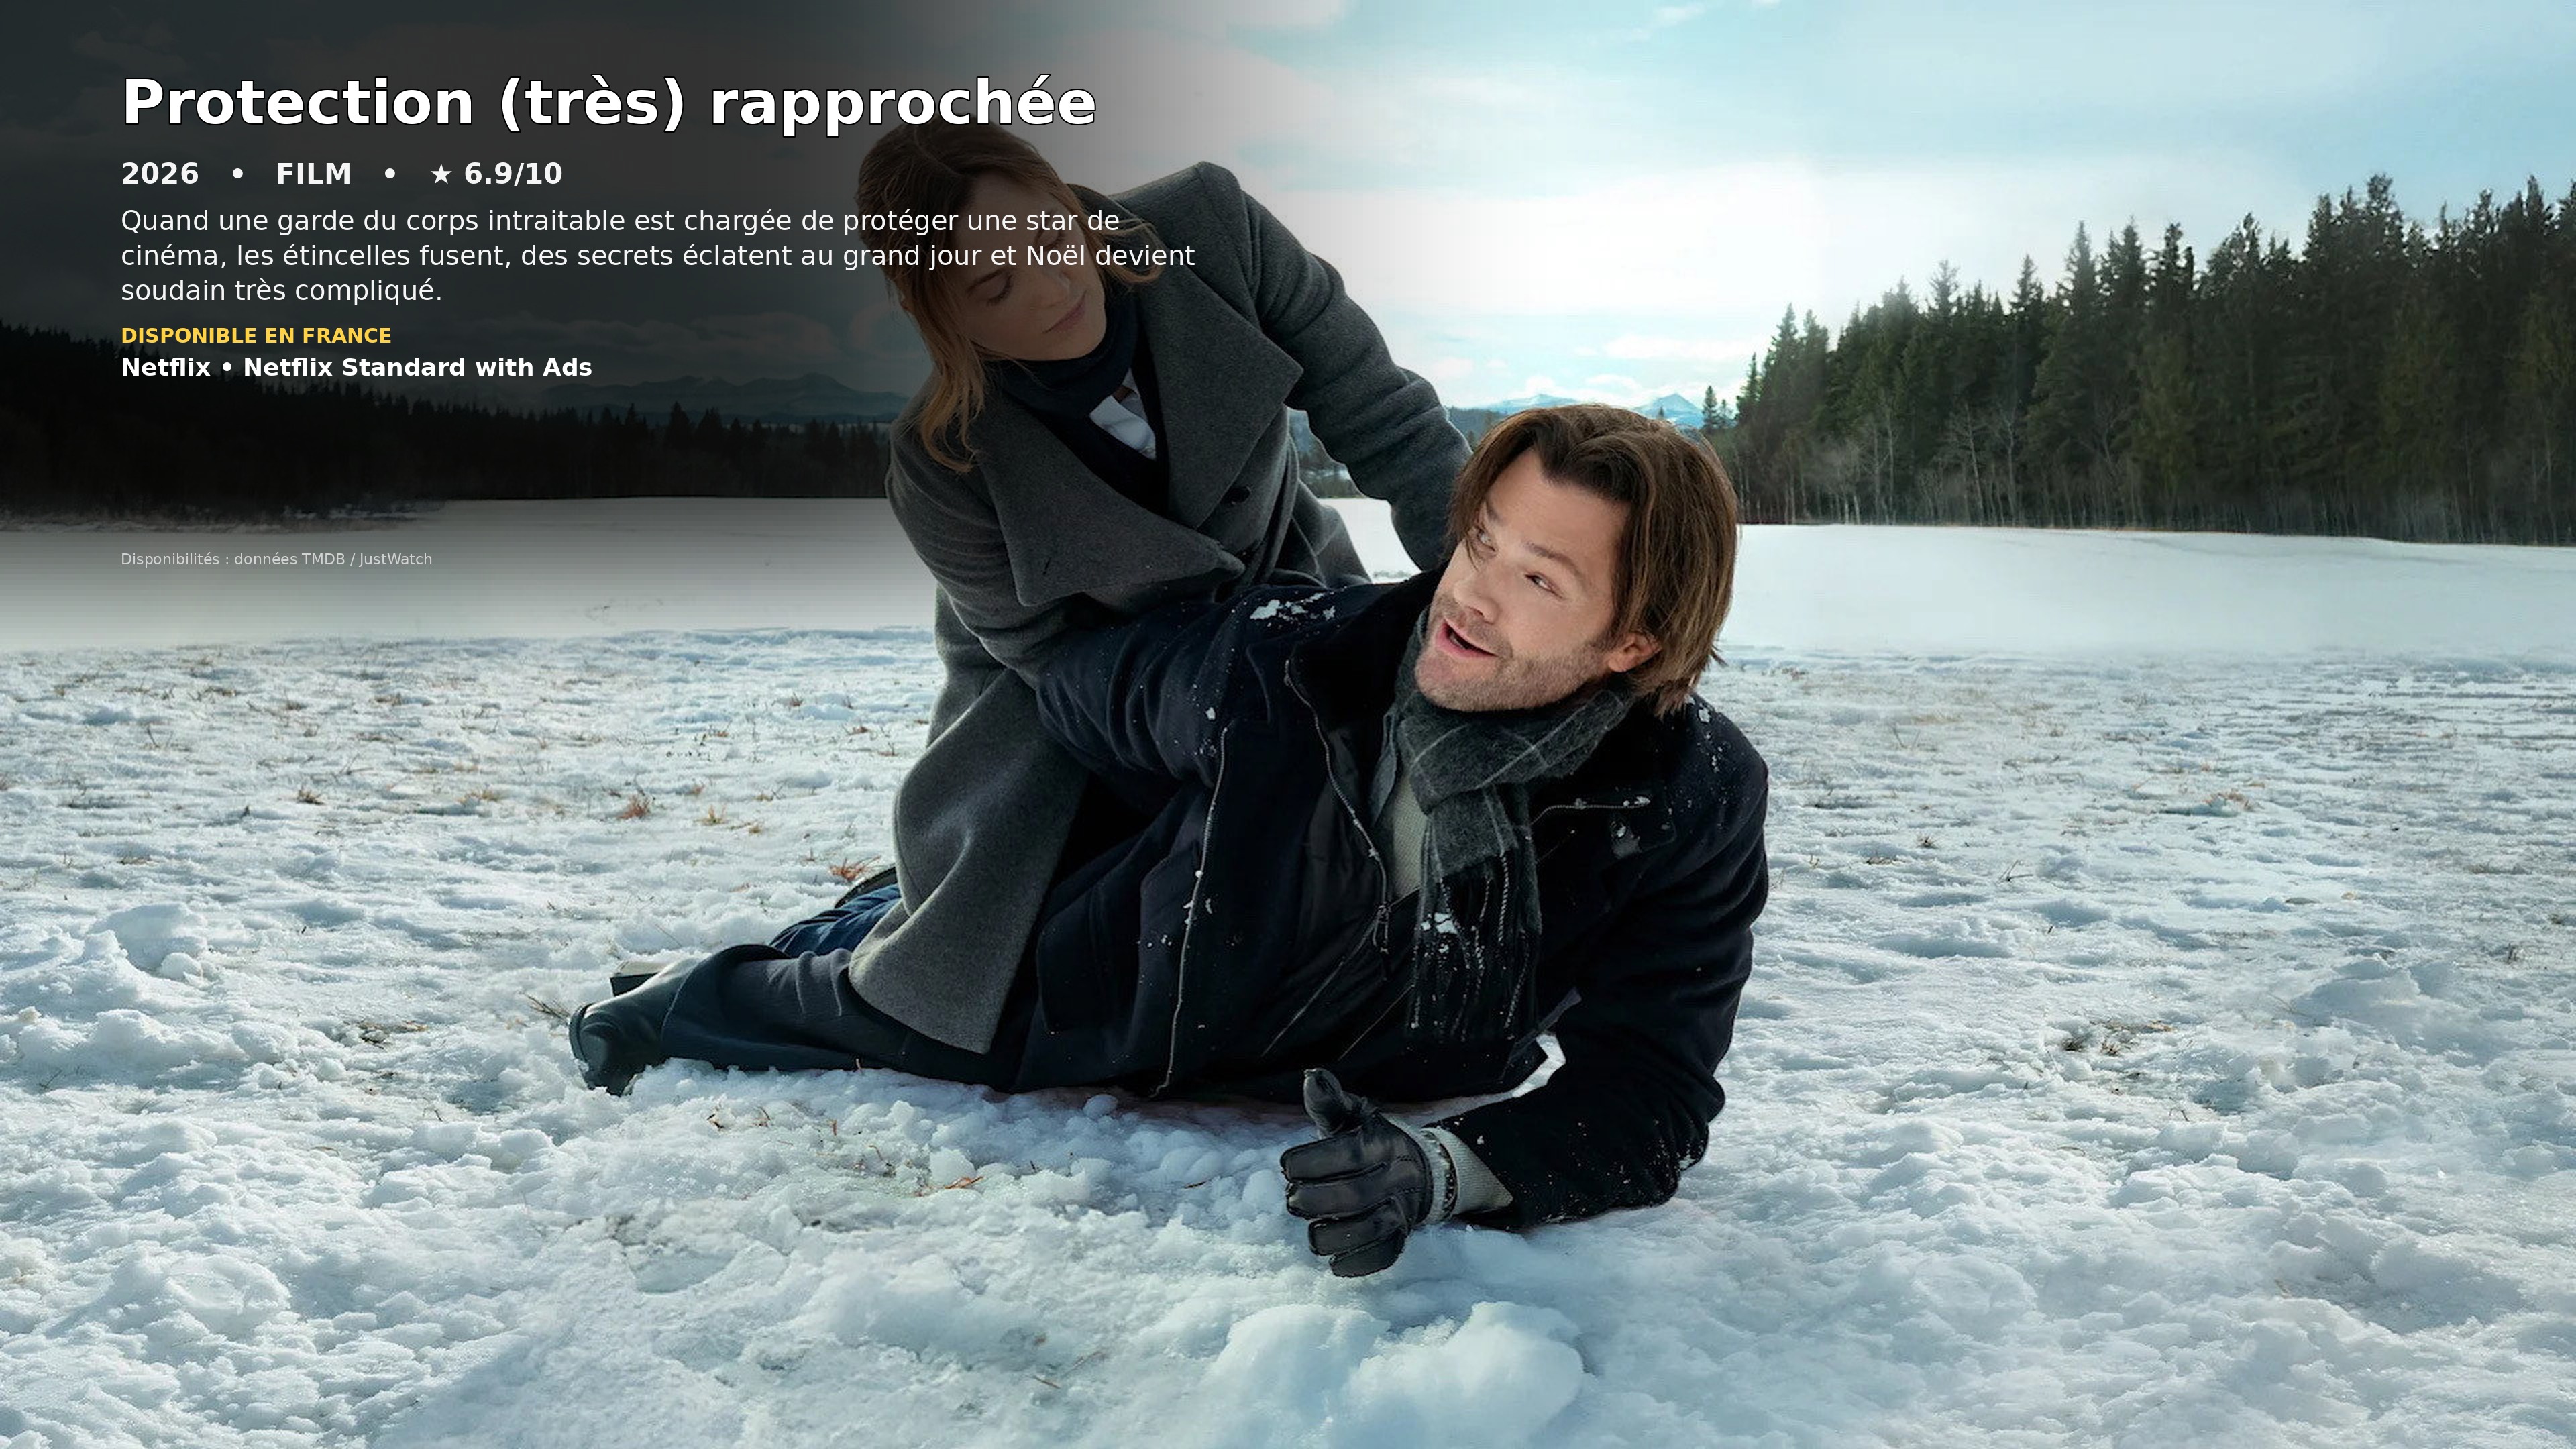 Protection (très) rapprochée
2026 • FILM • ★ 6.9/10
Quand une garde du corps intraitable est chargée de protéger une star de
cinéma, les étincelles fusent, des secrets éclatent au grand jour et Noël devient
soudain très compliqué.
DISPONIBLE EN FRANCE
Netflix • Netflix Standard with Ads
Disponibilités : données TMDB / JustWatch